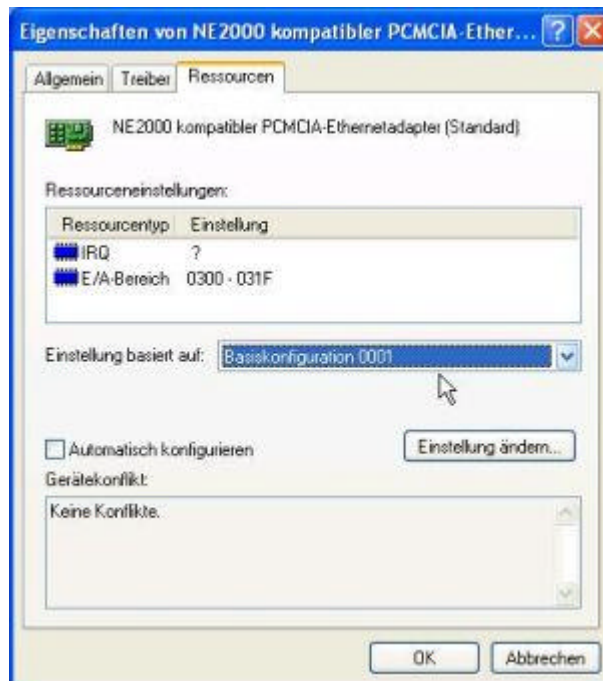 Eigenschaften von NE2000 kompatibler PCMCIA-Ether...
Allgemein Treiber Ressourcen
NE2000 kompatibler PCMCIA-Ethernetadapter (Standard)
Ressourceneinstellungen:
Ressourcentyp Einstellung
IRQ ?
E/A-Bereich 0300 - 031F
Einstellung basiert auf: Basiskonfiguration 0001
Automatisch konfigurieren Einstellung ändern...
Gerätekonflikt:
Keine Konflikte.
OK Abbrechen